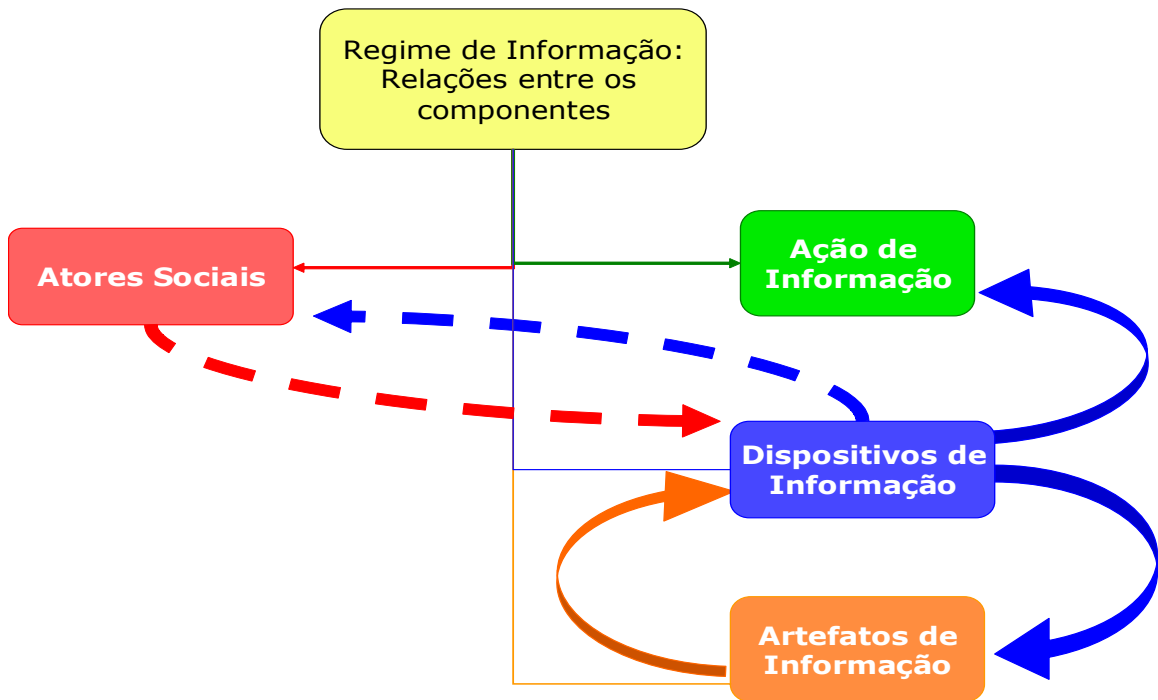 Regime de Informação:
Relações entre os
componentes
Atores Sociais
Ação de
Informação
Dispositivos de
Informação
Artefatos de
Informação